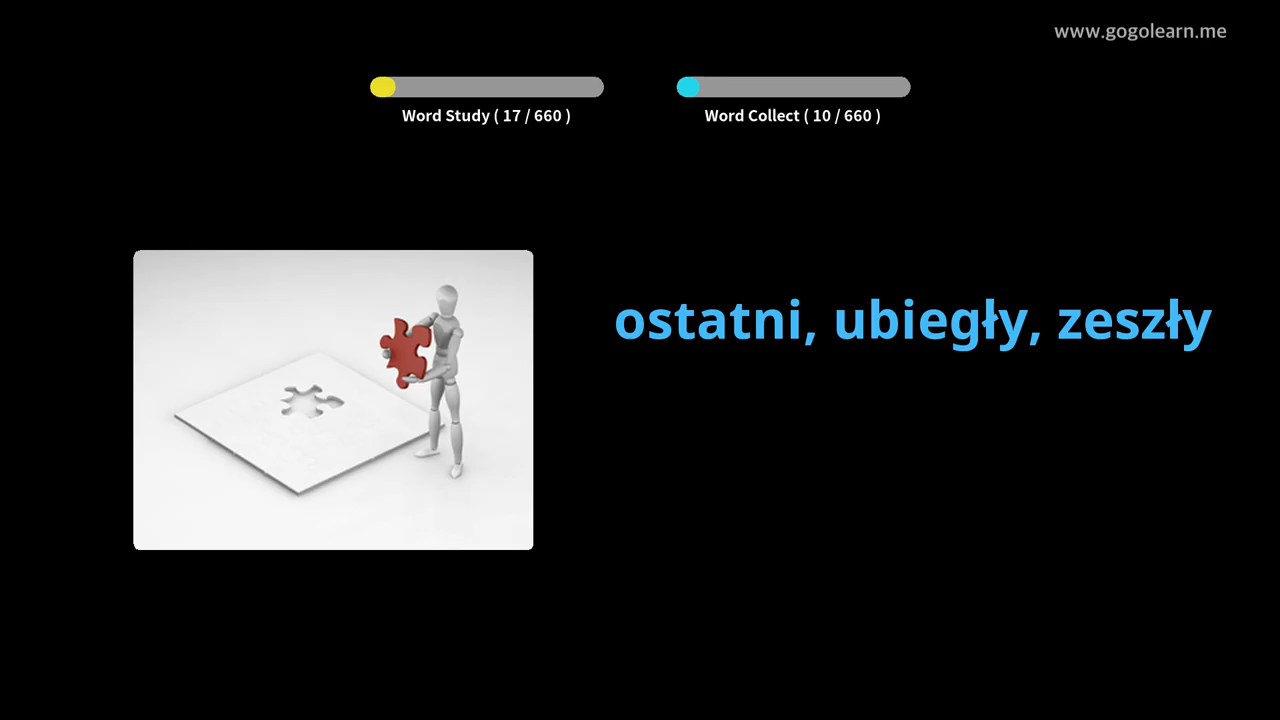 www.gogolearn.me
Word Study ( 17 / 660 )
Word Collect ( 10 / 660 )
ostatni, ubiegły, zeszły